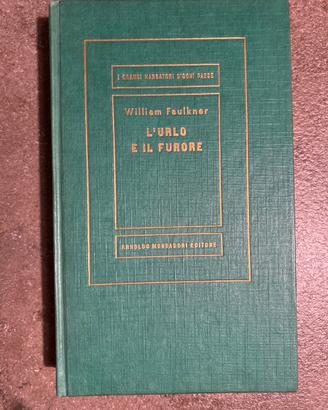 I GRANDI NARRATORI D'OGNI PAESE
William Faulkner
L'URLO
E IL FURORE
ARNOLDO MONDADORI EDITORE